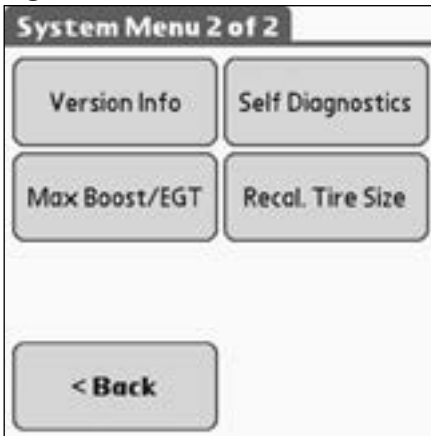 System Menu 2 of 2
Version Info
Self Diagnostics
Max Boost/EGT
Recal. Tire Size
< Back